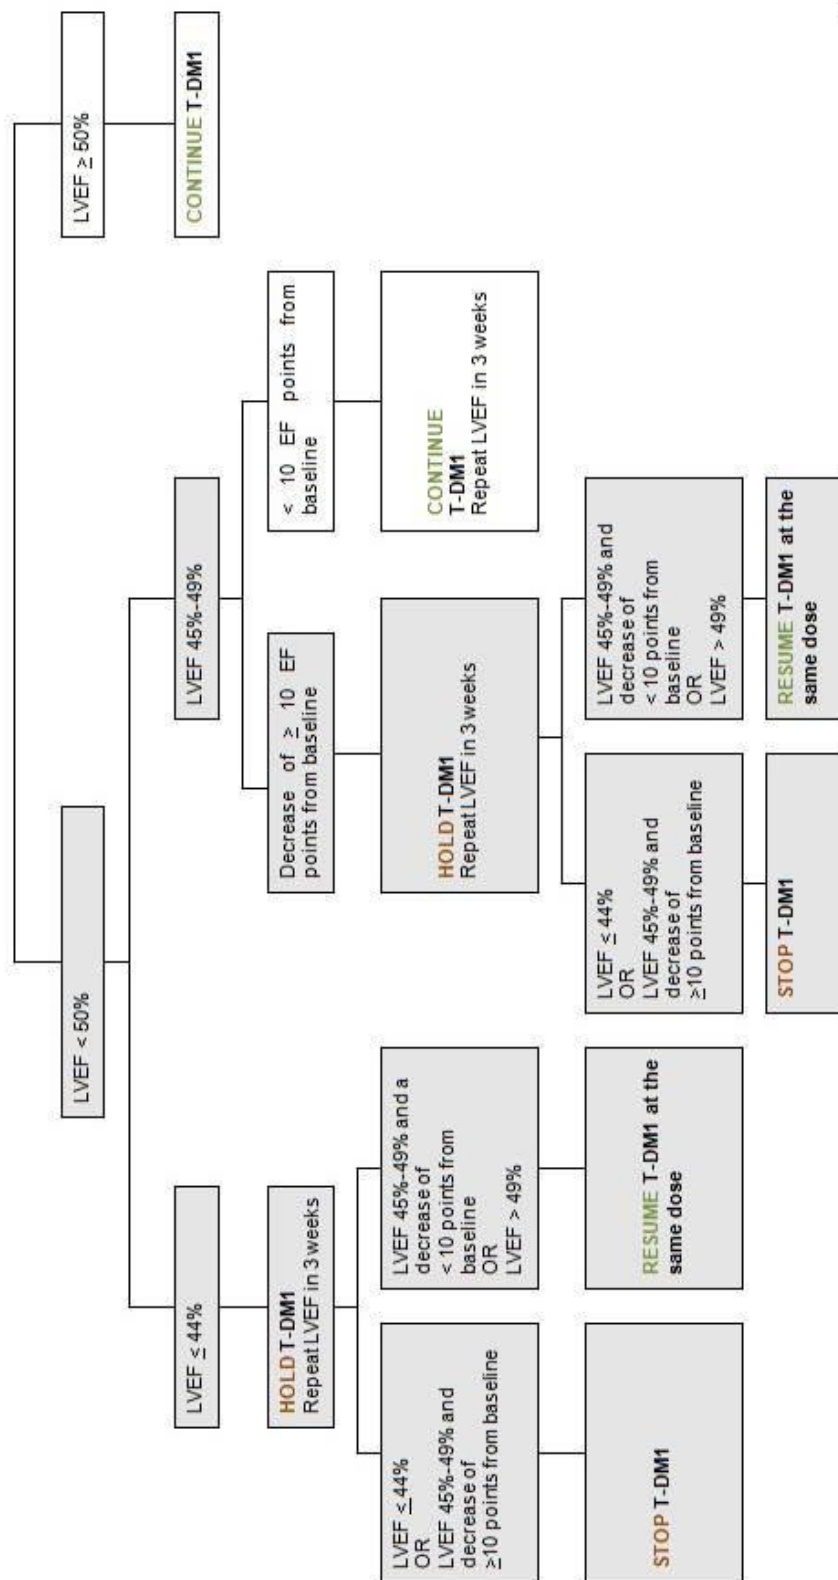 LVEF < 50%
LVEF ≥ 50%
LVEF ≤ 44%
LVEF 45%-49%
CONTINUE T-DM1
HOLD T-DM1
Repeat LVEF in 3 weeks
Decrease of ≥ 10 EF
points from baseline
< 10 EF points from
baseline
LVEF ≤ 44%
OR
LVEF 45%-49% and
decrease of
≥10 points from baseline
LVEF 45%-49% and a
decrease of
< 10 points from
baseline
OR
LVEF > 49%
HOLD T-DM1
Repeat LVEF in 3 weeks
CONTINUE
T-DM1
Repeat LVEF in 3 weeks
STOP T-DM1
RESUME T-DM1 at the
same dose
LVEF ≤ 44%
OR
LVEF 45%-49% and
decrease of
≥10 points from baseline
LVEF 45%-49% and
decrease of
< 10 points from
baseline
OR
LVEF > 49%
STOP T-DM1
RESUME T-DM1 at the
same dose